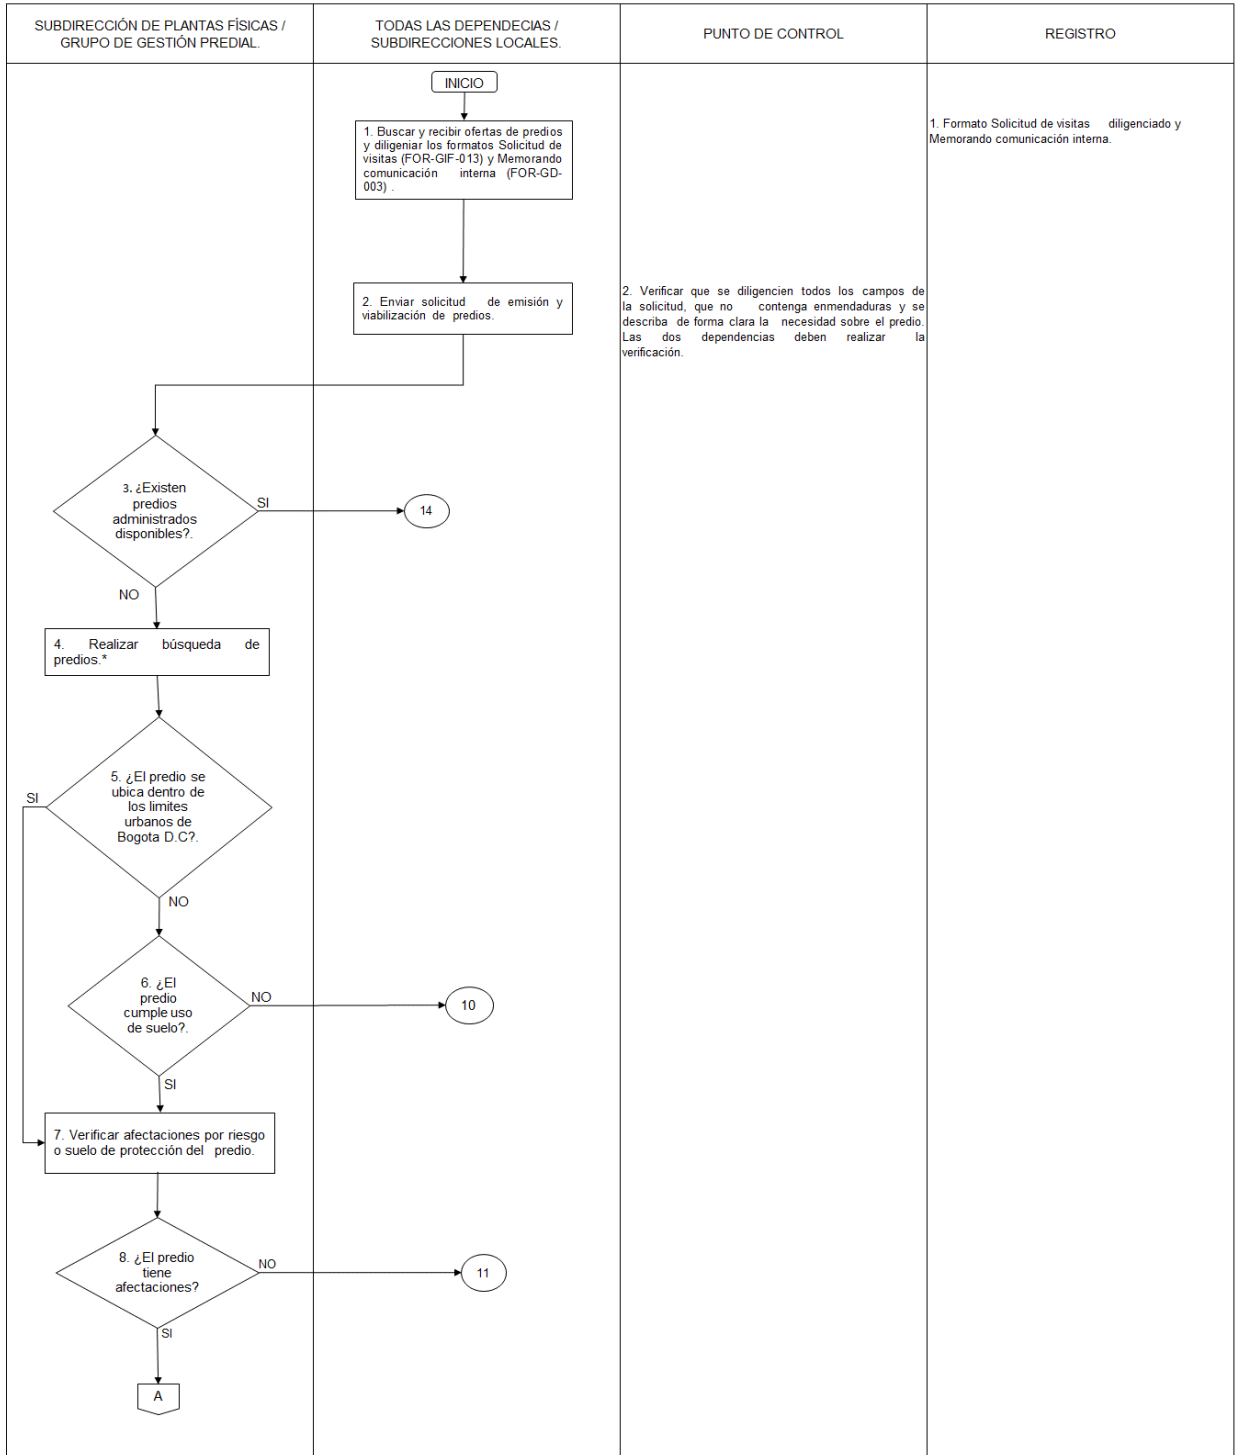 SUBDIRECCIÓN DE PLANTAS FÍSICAS /
GRUPO DE GESTIÓN PREDIAL.
TODAS LAS DEPENDECIAS /
SUBDIRECCIONES LOCALES.
PUNTO DE CONTROL
REGISTRO
INICIO
1. Buscar y recibir ofertas de predios
y diligeniar los formatos Solicitud de
visitas (FOR-GIF-013) y Memorando
comunicación interna (FOR-GD-
003) .
1. Formato Solicitud de visitas diligenciado y
Memorando comunicación interna.
2. Enviar solicitud de emisión y
viabilización de predios.
2. Verificar que se diligencien todos los campos de
la solicitud, que no contenga enmendaduras y se
describa de forma clara la necesidad sobre el predio.
Las dos dependencias deben realizar la
verificación.
3. ¿Existen
predios
administrados
disponibles?.
SI
14
NO
4. Realizar búsqueda de
predios.*
5. ¿El predio se
ubica dentro de
los limites
urbanos de
Bogota D.C?.
SI
NO
6. ¿El
predio
cumple uso
de suelo?.
NO
10
SI
7. Verificar afectaciones por riesgo
o suelo de protección del predio.
8. ¿El predio
tiene
afectaciones?
NO
11
SI
A